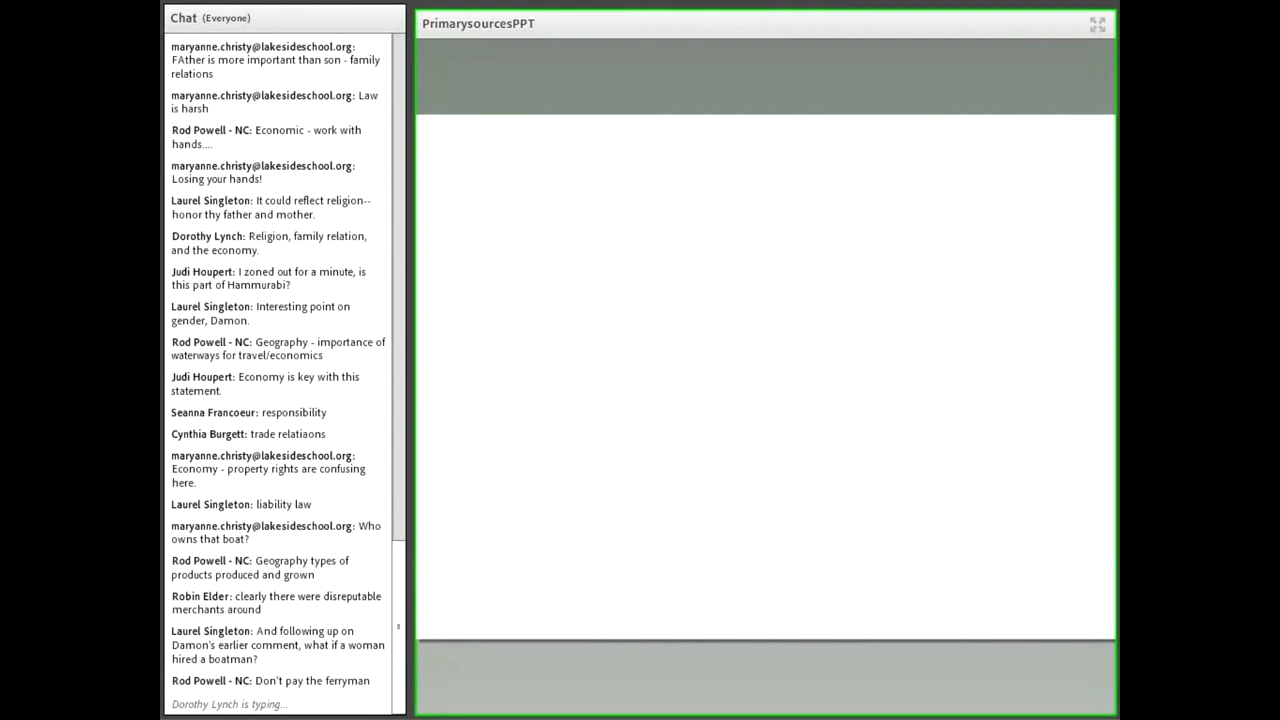 Chat (Everyone)
maryanne.christy@lakesideschool.org:
FAther is more important than son - family
relations
maryanne.christy@lakesideschool.org: Law
is harsh
Rod Powell - NC: Economic - work with
hands....
maryanne.christy@lakesideschool.org:
Losing your hands!
Laurel Singleton: It could reflect religion--
honor thy father and mother.
Dorothy Lynch: Religion, family relation,
and the economy.
Judi Houpert: I zoned out for a minute, is
this part of Hammurabi?
Laurel Singleton: Interesting point on
gender, Damon.
Rod Powell - NC: Geography - importance of
waterways for travel/economics
Judi Houpert: Economy is key with this
statement.
Seanna Francoeur: responsibility
Cynthia Burgett: trade relatiaons
maryanne.christy@lakesideschool.org:
Economy - property rights are confusing
here.
Laurel Singleton: liability law
maryanne.christy@lakesideschool.org: Who
owns that boat?
Rod Powell - NC: Geography types of
products produced and grown
Robin Elder: clearly there were disreputable
merchants around
Laurel Singleton: And following up on
Damon's earlier comment, what if a woman
hired a boatman?
Rod Powell - NC: Don't pay the ferryman
Dorothy Lynch is typing...
PrimarysourcesPPT